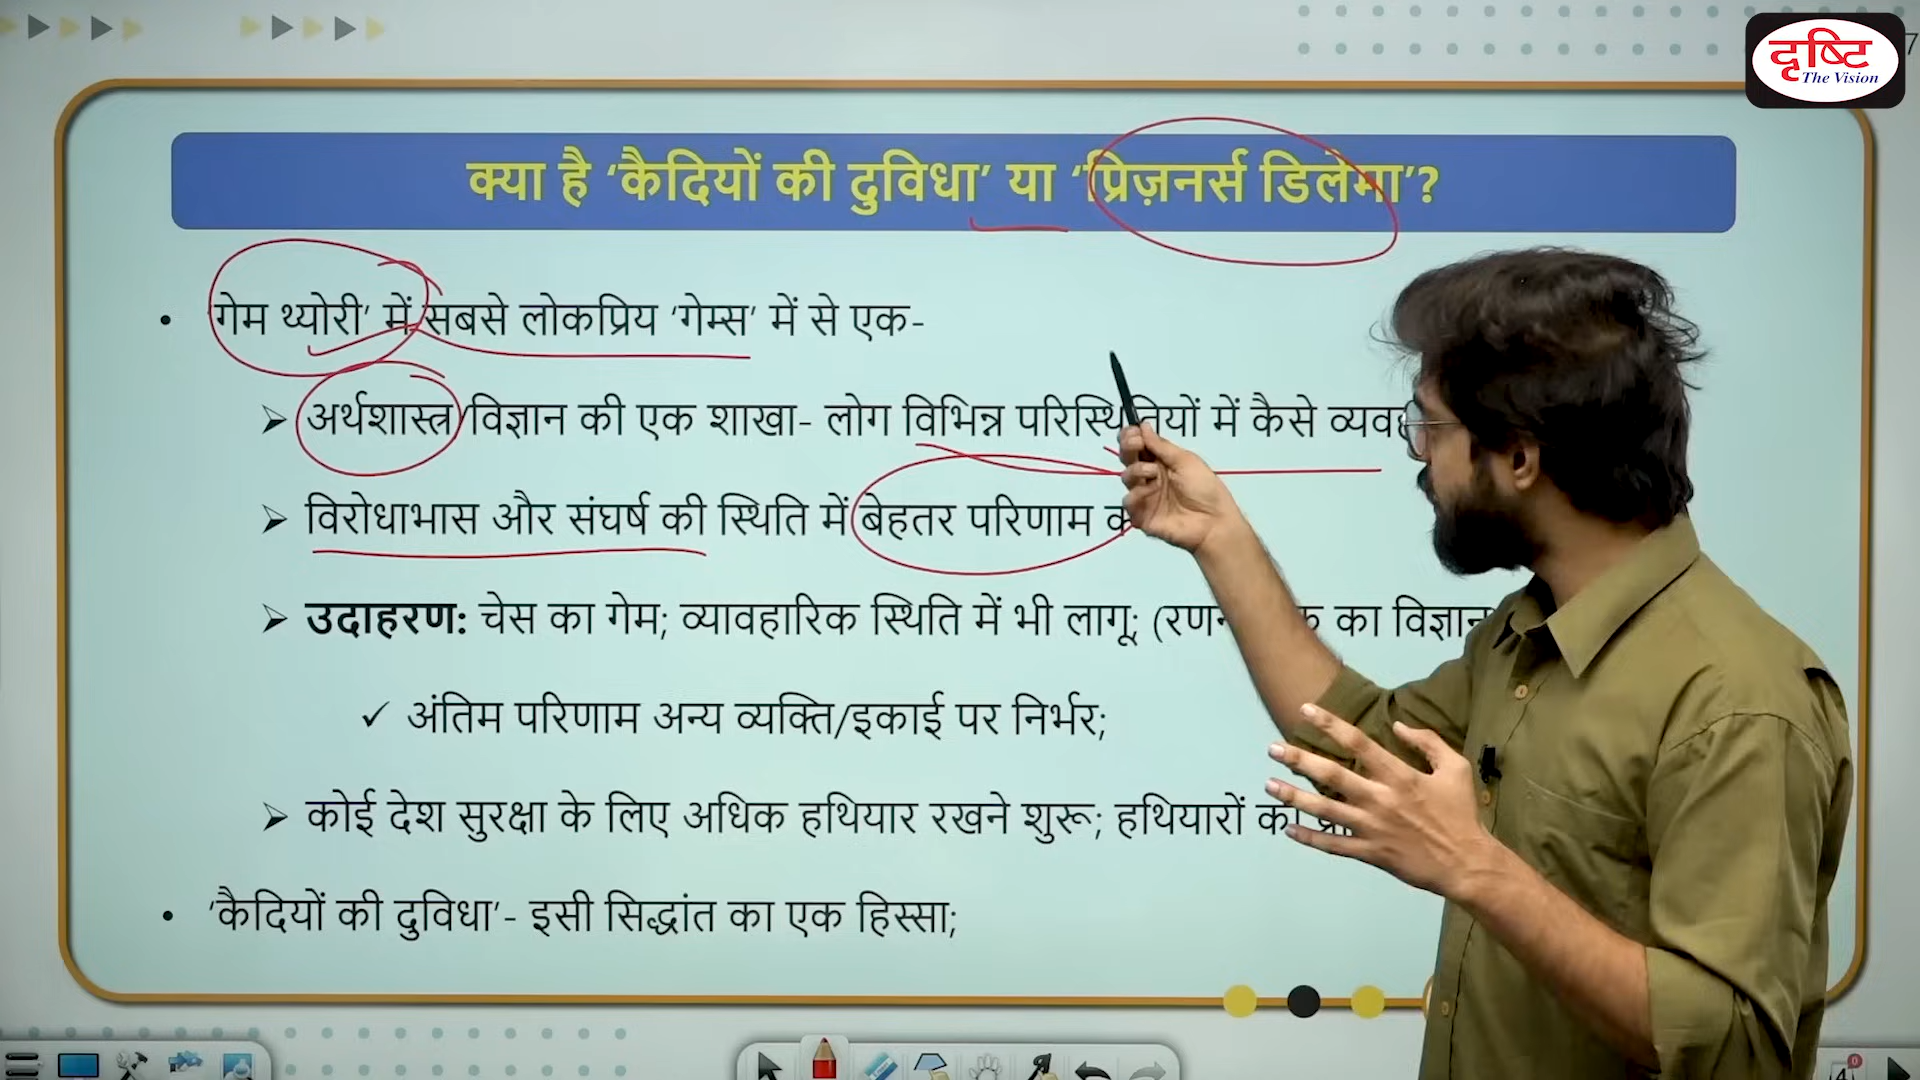 दृष्टि
The Vision
7
क्या है ‘कैदियों की दुविधा’ या ‘प्रिज़नर्स डिलेमा’?
गेम थ्योरी’ में सबसे लोकप्रिय ‘गेम्स’ में से एक-
अर्थशास्त्र/विज्ञान की एक शाखा- लोग विभिन्न परिस्थितियों में कैसे
विरोधाभास और संघर्ष की स्थिति में बेहतर परिणाम
उदाहरण: चेस का गेम; व्यावहारिक स्थिति में भी लागू; का विज्ञान
अंतिम परिणाम अन्य व्यक्ति/इकाई पर निर्भर;
कोई देश सुरक्षा के लिए अधिक हथियार रखने शुरू; हथियारों
‘कैदियों की दुविधा’- इसी सिद्धांत का एक हिस्सा;